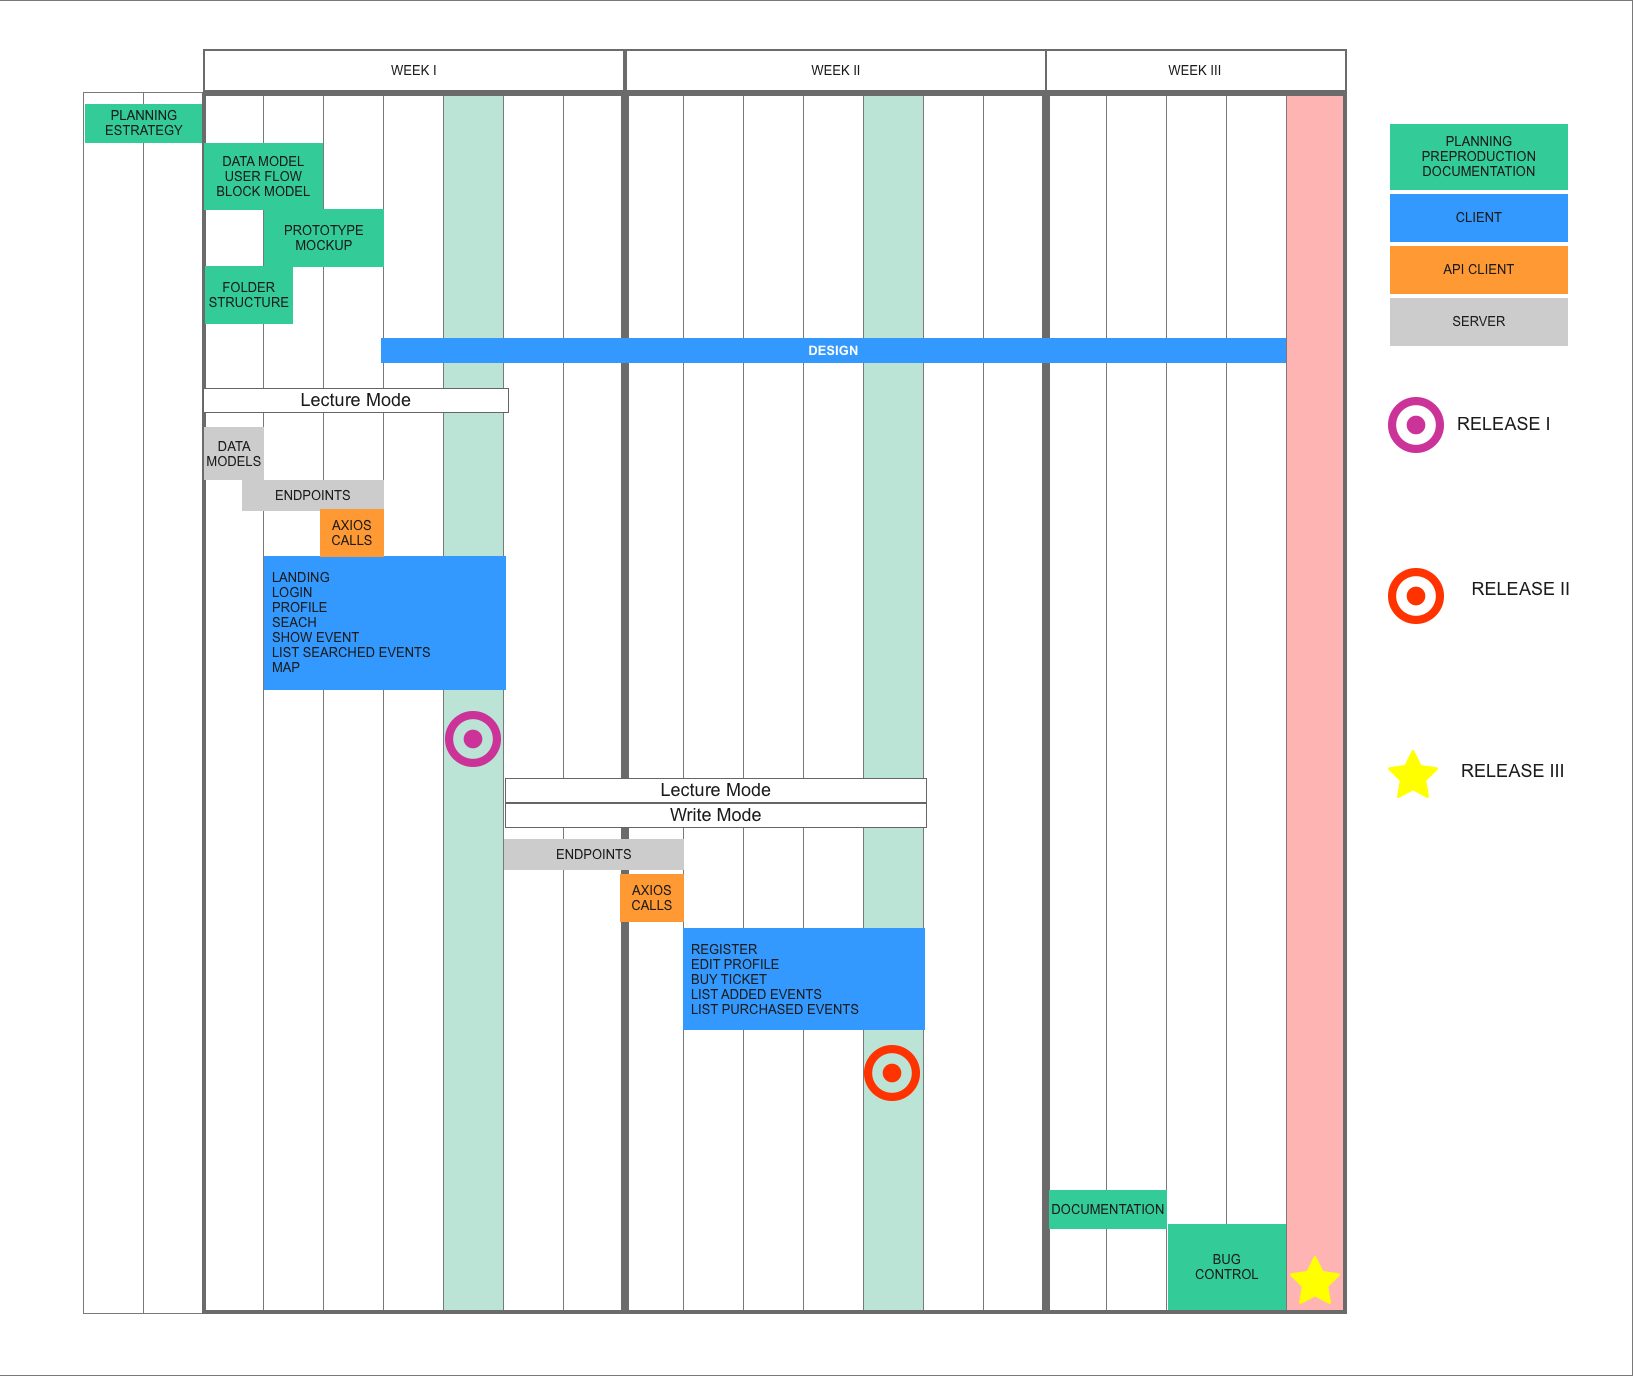 WEEK I
WEEK II
WEEK III
PLANNING
ESTRATEGY
DATA MODEL
USER FLOW
BLOCK MODEL
PROTOTYPE
MOCKUP
FOLDER
STRUCTURE
DESIGN
Lecture Mode
DATA
MODELS
ENDPOINTS
AXIOS
CALLS
LANDING
LOGIN
PROFILE
SEACH
SHOW EVENT
LIST SEARCHED EVENTS
MAP
Lecture Mode
Write Mode
ENDPOINTS
AXIOS
CALLS
REGISTER
EDIT PROFILE
BUY TICKET
LIST ADDED EVENTS
LIST PURCHASED EVENTS
DOCUMENTATION
BUG
CONTROL
PLANNING
PREPRODUCTION
DOCUMENTATION
CLIENT
API CLIENT
SERVER
RELEASE I
RELEASE II
RELEASE III